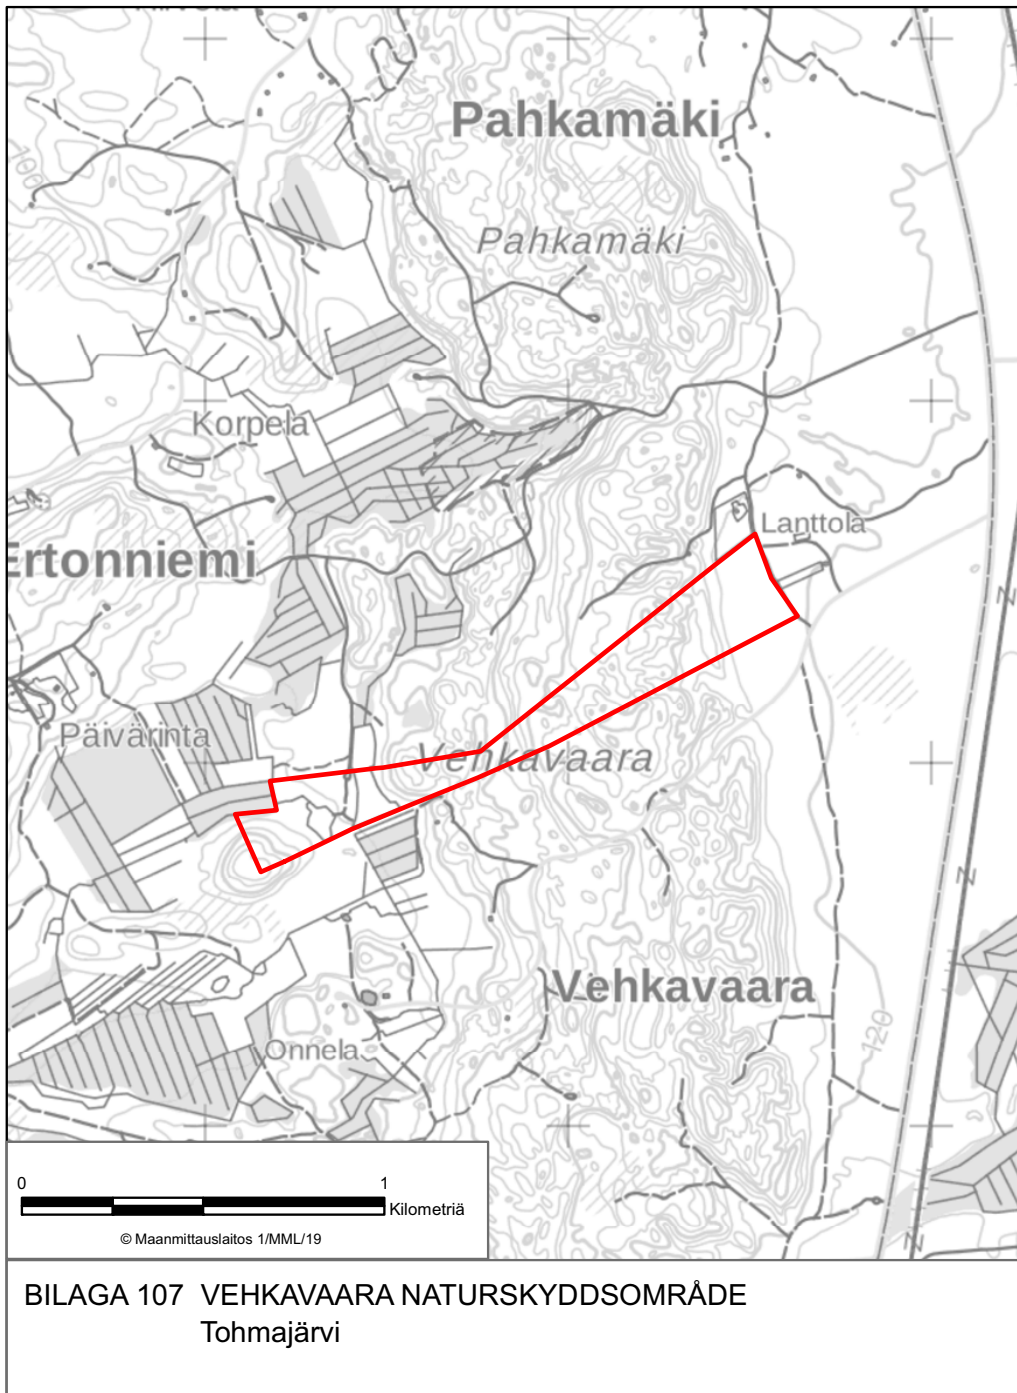 Pahkamäki
Pahkamäki
100
Korpela
Lanttola
Ertonniemi
Päivärinta
Vehkavaara
Vehkavaara
120
Onnela
N
N
N
0 1
Kilometriä
© Maanmittauslaitos 1/MML/19
BILAGA 107 VEHKAVAARA NATURSKYDDSOMRÅDE
Tohmajärvi